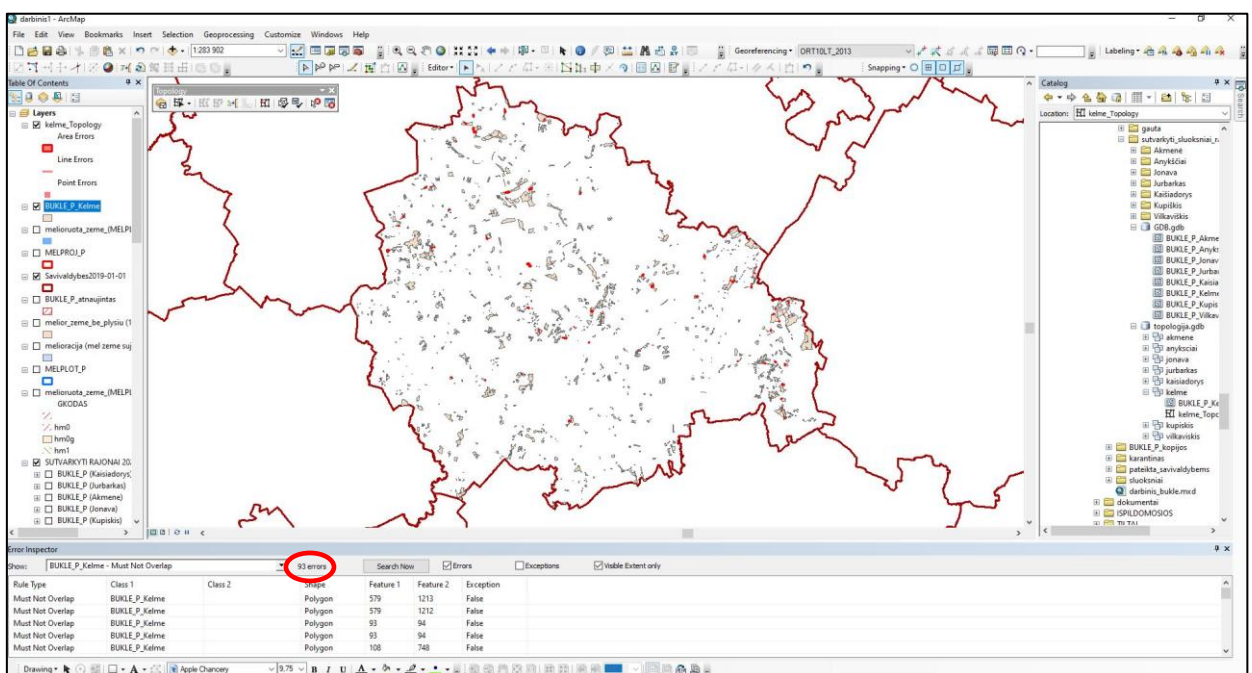 darbinis1 - ArcMap
File Edit View Bookmarks Insert Selection Geoprocessing Customize Windows Help
1:283 902
Georeferencing
ORT10LT_2013
Labeling
Editor
Snapping
Table Of Contents
Layers
kelme_Topology
Area Errors
Line Errors
Point Errors
BUKLE_P_Kelme
melioruota_zeme_(MELPI
MELPROJ_P
Savivaldybes2019-01-01
BUKLE_P_atnaujintas
melior_zeme_be_plysiu (1
melioracija (mel zeme suj
MELPLOT_P
melioruota_zeme_(MELPI
GKODAS
hm0
hm0g
hm1
SUTVARKYTI RAJONAI 20
BUKLE_P (Kaisiadorys)
BUKLE_P (Jurbarkas)
BUKLE_P (Akmene)
BUKLE_P (Jonava)
BUKLE_P (Kupiskis)
Topology
Catalog
Location: kelme_Topology
Search
gauta
sutvarkyti_sluoksniai_r
Akmenė
Anykščiai
Jonava
Jurbarkas
Kaišiadorys
Kupiškis
Vilkaviškis
GDB.gdb
BUKLE_P_Akme
BUKLE_P_Anyk
BUKLE_P_Jonav
BUKLE_P_Jurba
BUKLE_P_Kaisia
BUKLE_P_Kelme
BUKLE_P_Kupis
BUKLE_P_Vilkav
topologija.gdb
akmene
anyksciai
jonava
jurbarkas
kaisiadorys
kelme
BUKLE_P_Ke
kelme_Topc
kupiskis
vilkaviskis
BUKLE_P_kopijos
karantinas
pateikta_savivaldybems
sluoksniai
darbinis_bukle.mxd
dokumentai
ISPILDOMOSIOS
TILTAI
Error Inspector
Show: BUKLE_P_Kelme - Must Not Overlap 93 errors Search Now Errors Exceptions Visible Extent only
Rule Type Class 1 Class 2 Shape Feature 1 Feature 2 Exception
Must Not Overlap BUKLE_P_Kelme Polygon 579 1213 False
Must Not Overlap BUKLE_P_Kelme Polygon 579 1212 False
Must Not Overlap BUKLE_P_Kelme Polygon 93 94 False
Must Not Overlap BUKLE_P_Kelme Polygon 93 94 False
Must Not Overlap BUKLE_P_Kelme Polygon 108 748 False
Drawing A Apple Chancery 9,75 B I U A